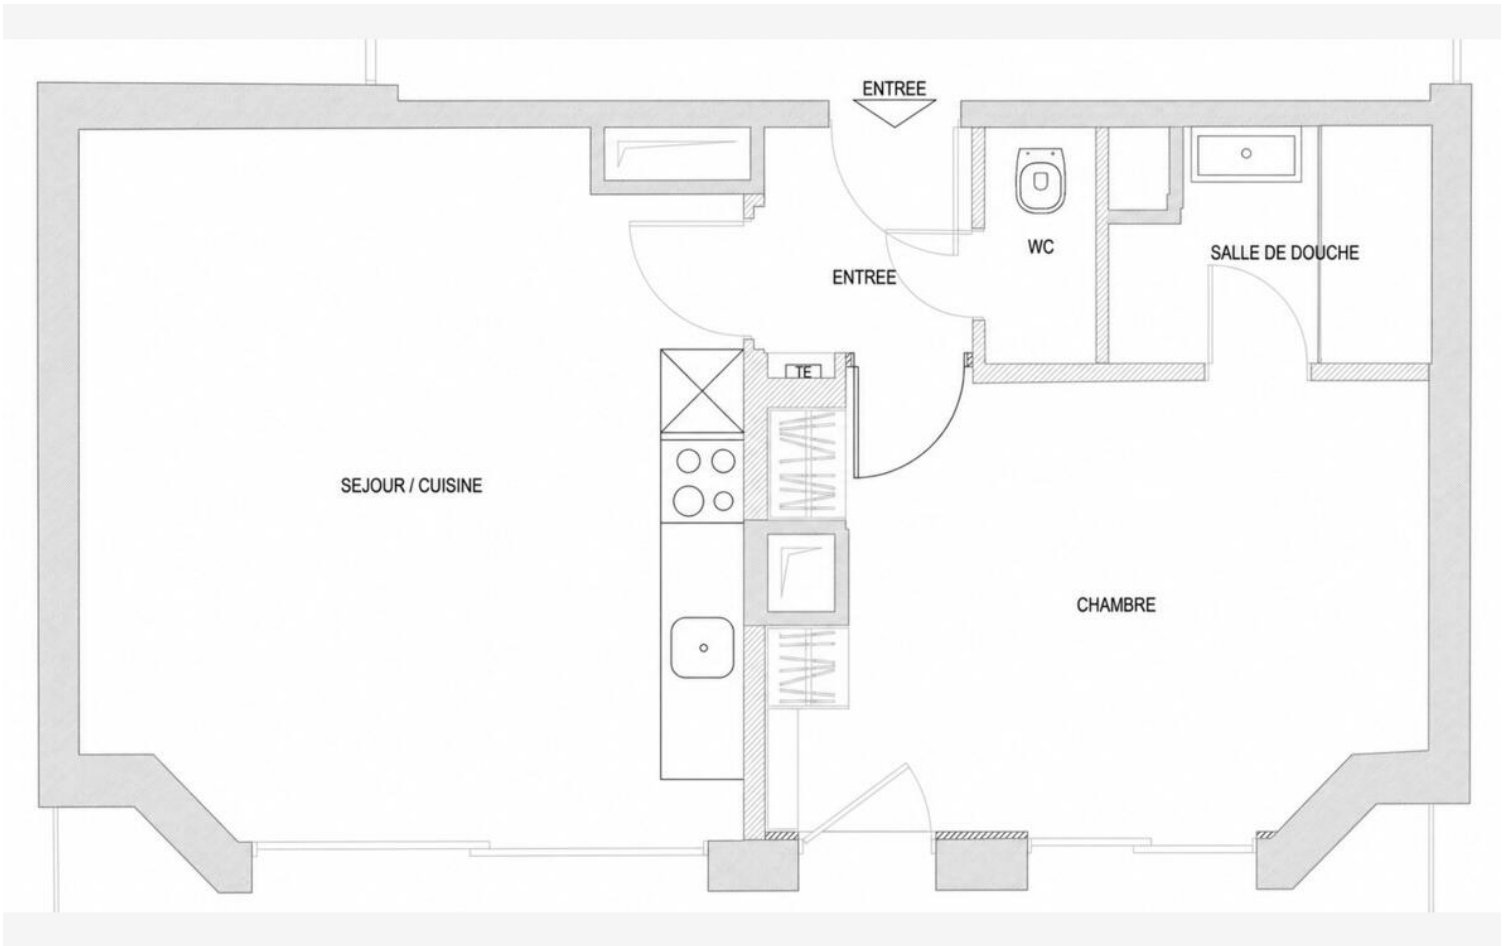 ENTREE
WC
SALLE DE DOUCHE
ENTREE
TE
SEJOUR / CUISINE
CHAMBRE